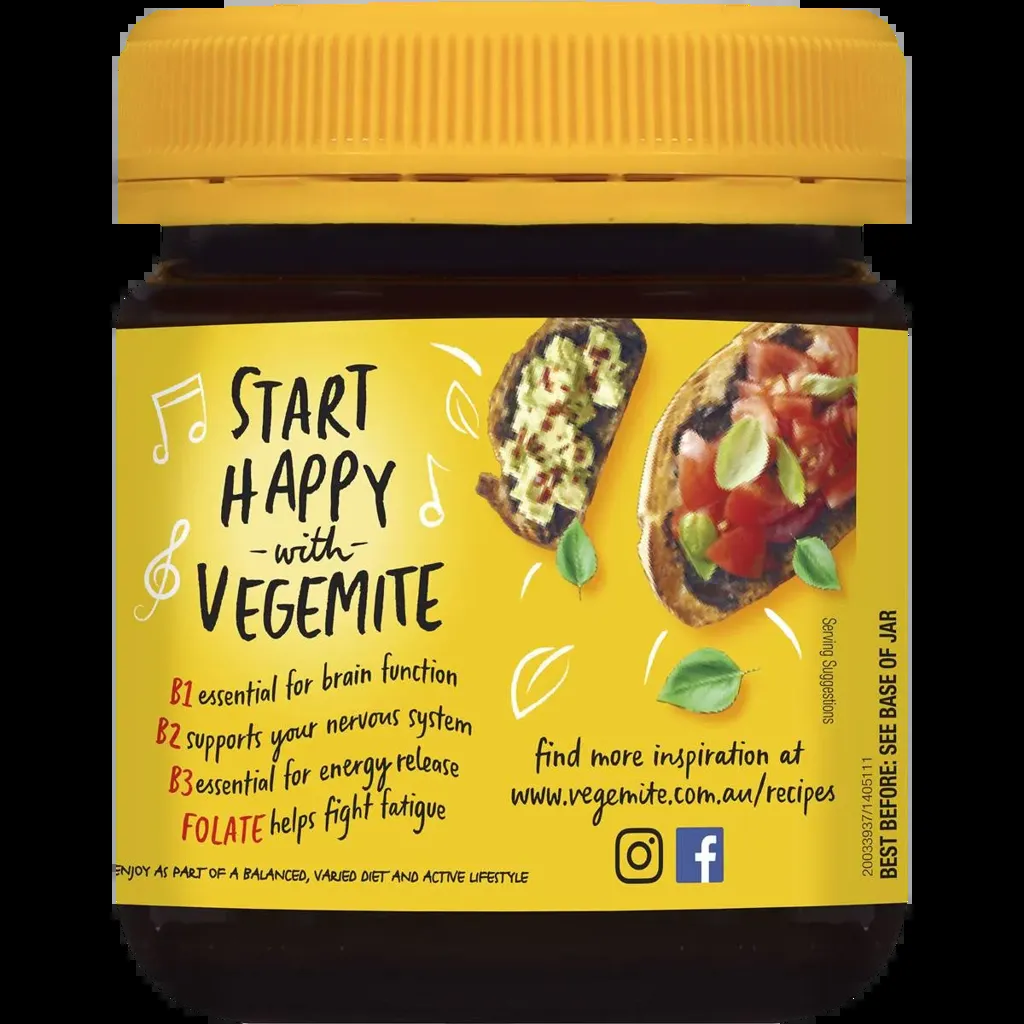 START
HAPPY
-with-
VEGEMITE
B1 essential for brain function
B2 supports your nervous system
B3 essential for energy release
FOLATE helps fight fatigue
ENJOY AS PART OF A BALANCED, VARIED DIET AND ACTIVE LIFESTYLE
find more inspiration at
www.vegemite.com.au/recipes
Serving Suggestions
20033937/1405111
BEST BEFORE: SEE BASE OF JAR